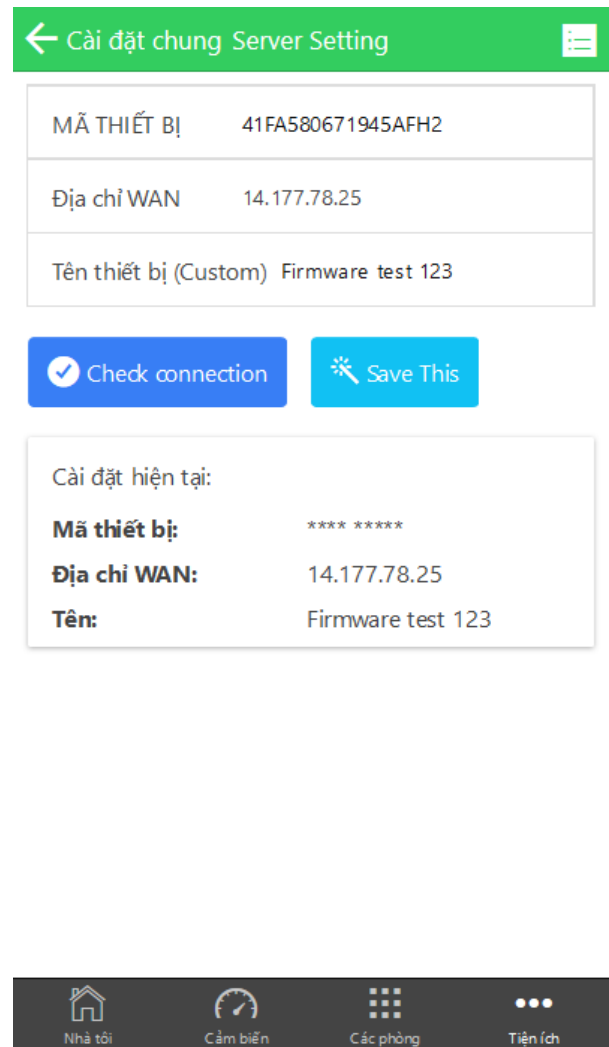 Cài đặt chung Server Setting
MÃ THIẾT BỊ 41FA580671945AFH2
Địa chỉ WAN 14.177.78.25
Tên thiết bị (Custom) Firmware test 123
Check connection Save This
Cài đặt hiện tại:
Mã thiết bị: **** *****
Địa chỉ WAN: 14.177.78.25
Tên: Firmware test 123
Nhà tôi Cảm biến Các phòng Tiện ích